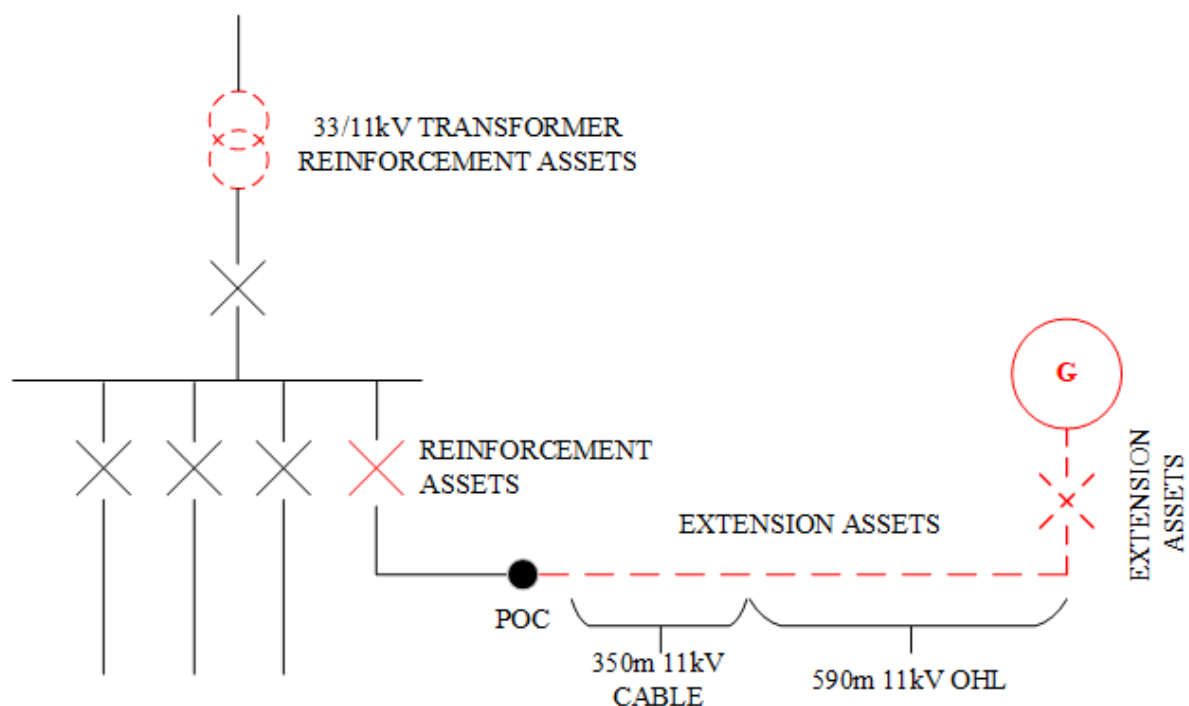 33/11kV TRANSFORMER
REINFORCEMENT ASSETS
G
REINFORCEMENT
ASSETS
EXTENSION ASSETS
EXTENSION
ASSETS
POC
350m 11kV
CABLE
590m 11kV OHL